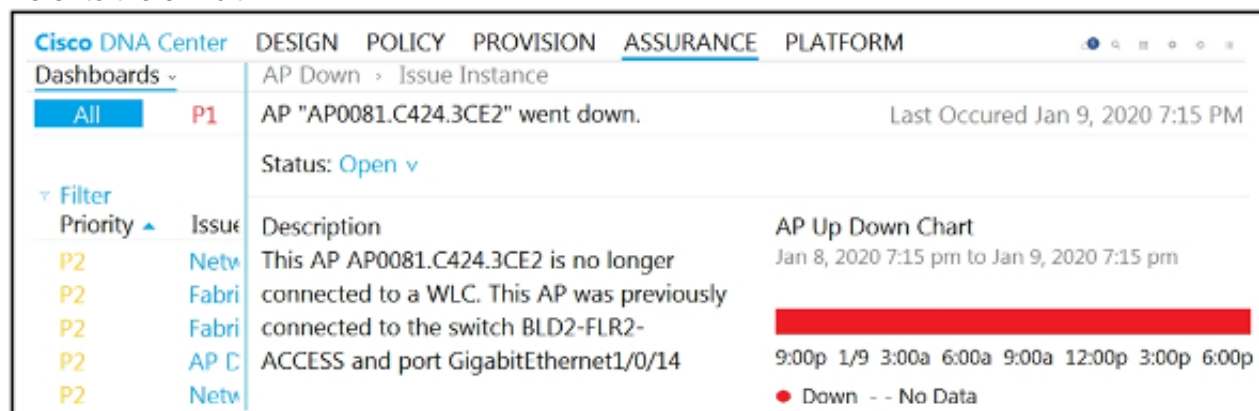 Cisco DNA Center DESIGN POLICY PROVISION ASSURANCE PLATFORM
Dashboards
AP Down > Issue Instance
All P1
AP "AP0081.C424.3CE2" went down.
Last Occured Jan 9, 2020 7:15 PM
Status: Open
Filter
Priority Issue
P2 Netw
P2 Fabri
P2 Fabri
P2 AP D
P2 Netw
Description
This AP AP0081.C424.3CE2 is no longer
connected to a WLC. This AP was previously
connected to the switch BLD2-FLR2-
ACCESS and port GigabitEthernet1/0/14
AP Up Down Chart
Jan 8, 2020 7:15 pm to Jan 9, 2020 7:15 pm
9:00p 1/9 3:00a 6:00a 9:00a 12:00p 3:00p 6:00p
Down - - No Data